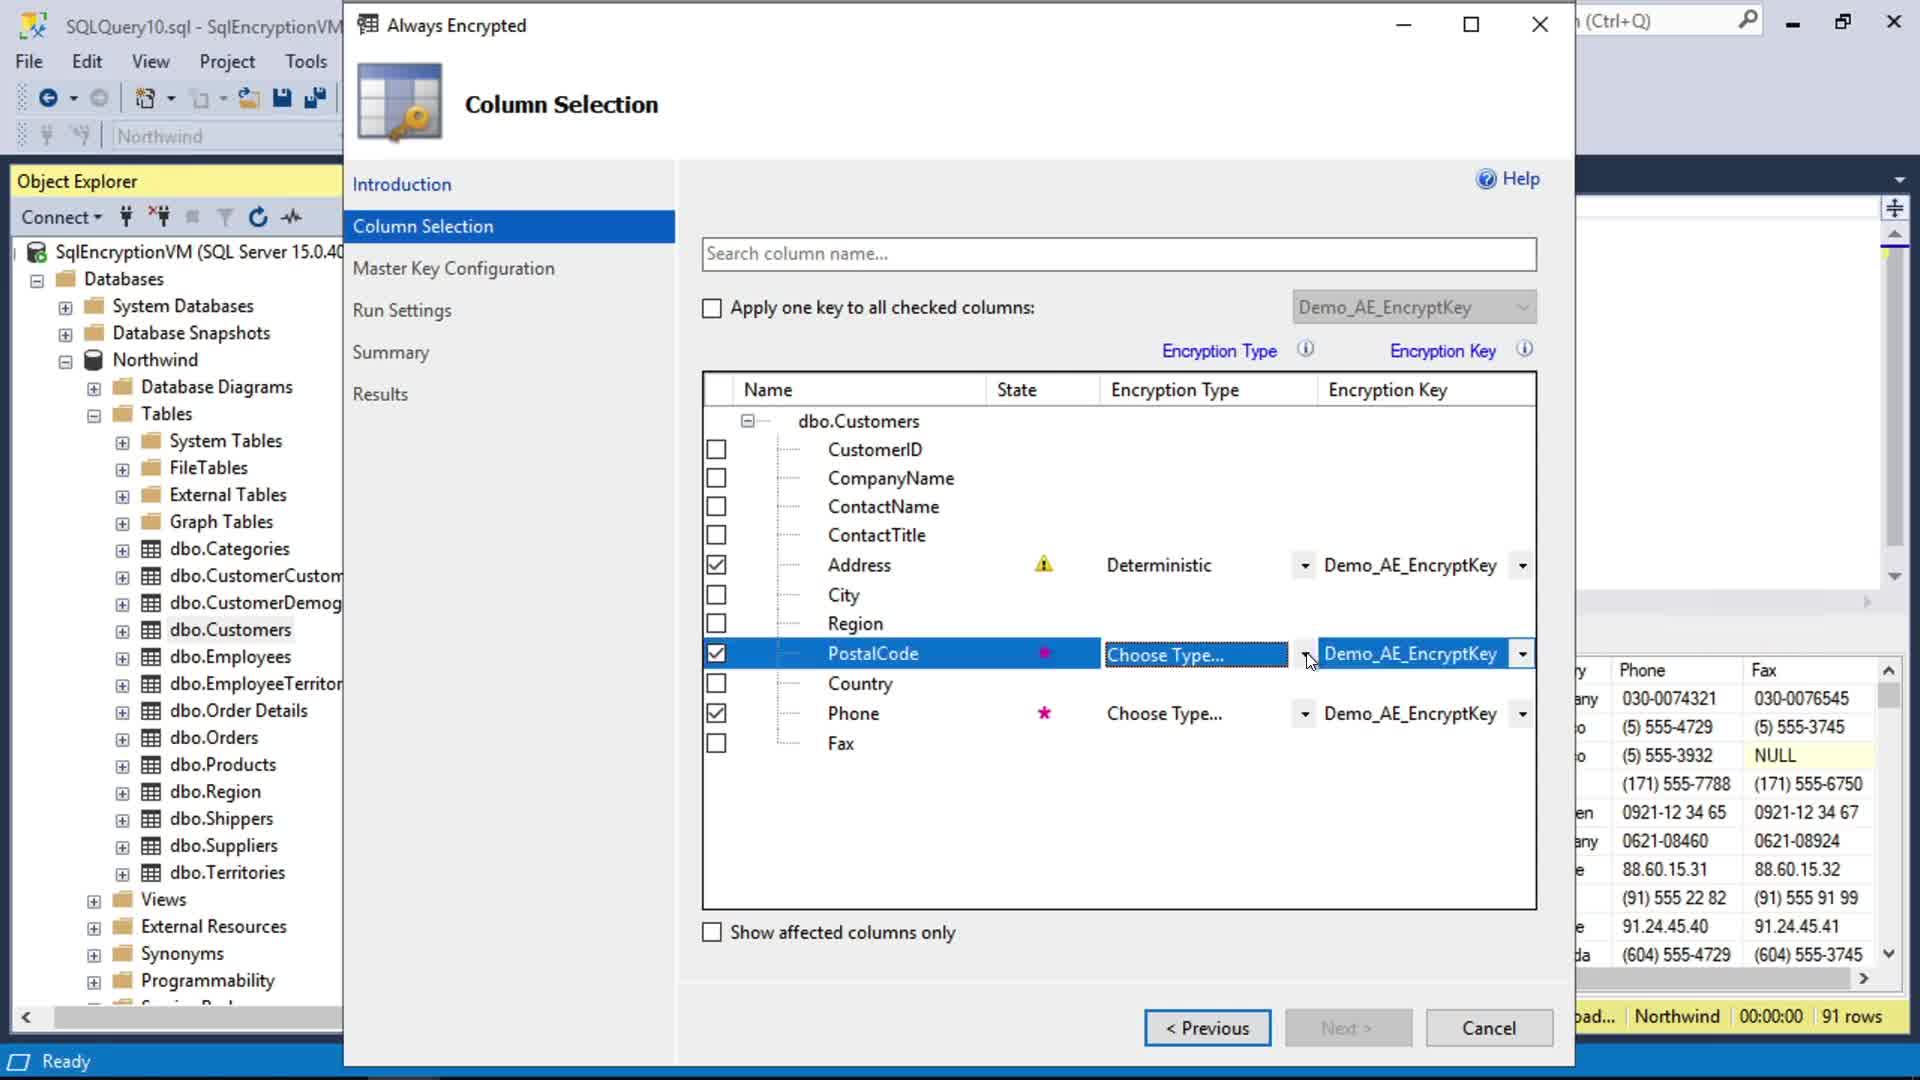 SQLQuery10.sql - SqlEncryptionVM
File Edit View Project Tools
Northwind
Object Explorer
Connect
SqlEncryptionVM (SQL Server 15.0.40
Databases
System Databases
Database Snapshots
Northwind
Database Diagrams
Tables
System Tables
FileTables
External Tables
Graph Tables
dbo.Categories
dbo.CustomerCustom
dbo.CustomerDemog
dbo.Customers
dbo.Employees
dbo.EmployeeTerritor
dbo.Order Details
dbo.Orders
dbo.Products
dbo.Region
dbo.Shippers
dbo.Suppliers
dbo.Territories
Views
External Resources
Synonyms
Programmability
Ready
Always Encrypted
Column Selection
Introduction
Column Selection
Master Key Configuration
Run Settings
Summary
Results
Help
Search column name...
Apply one key to all checked columns: Demo_AE_EncryptKey
Encryption Type Encryption Key
Name State Encryption Type Encryption Key
dbo.Customers
CustomerID
CompanyName
ContactName
ContactTitle
Address Deterministic Demo_AE_EncryptKey
City
Region
PostalCode * Choose Type... Demo_AE_EncryptKey
Country
Phone * Choose Type... Demo_AE_EncryptKey
Fax
Show affected columns only
< Previous Next > Cancel
(Ctrl+Q)
ry Phone Fax
any 030-0074321 030-0076545
o (5) 555-4729 (5) 555-3745
o (5) 555-3932 NULL
(171) 555-7788 (171) 555-6750
en 0921-12 34 65 0921-12 34 67
any 0621-08460 0621-08924
e 88.60.15.31 88.60.15.32
(91) 555 22 82 (91) 555 91 99
e 91.24.45.40 91.24.45.41
da (604) 555-4729 (604) 555-3745
oad... Northwind 00:00:00 91 rows